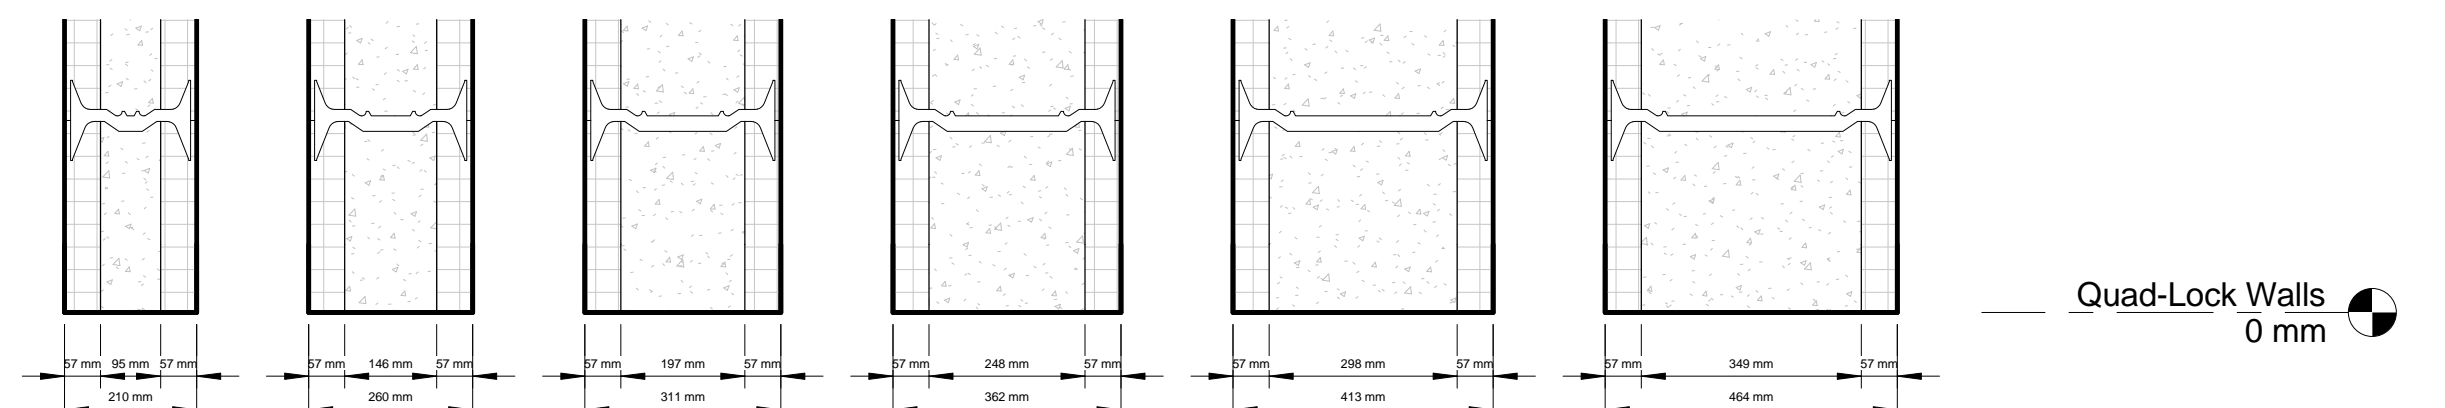 Quad-Lock Walls
0 mm
57 mm 95 mm 57 mm
210 mm
57 mm 146 mm 57 mm
260 mm
57 mm 197 mm 57 mm
311 mm
57 mm 248 mm 57 mm
362 mm
57 mm 298 mm 57 mm
413 mm
57 mm 349 mm 57 mm
464 mm